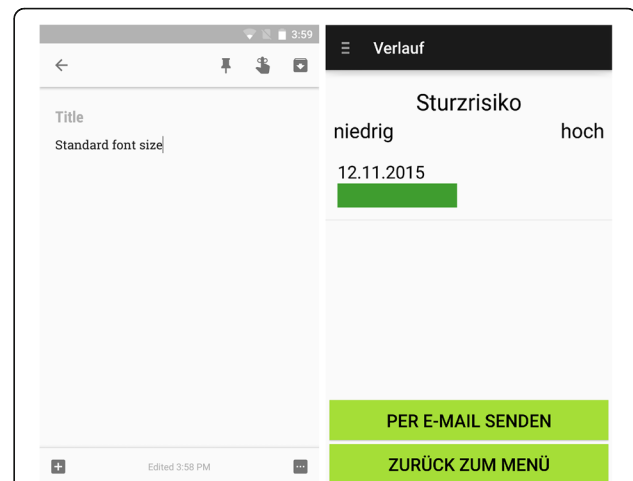 3:59
Title
Standard font size
Edited 3:58 PM
Verlauf
Sturzrisiko
niedrig hoch
12.11.2015
PER E-MAIL SENDEN
ZURÜCK ZUM MENÜ